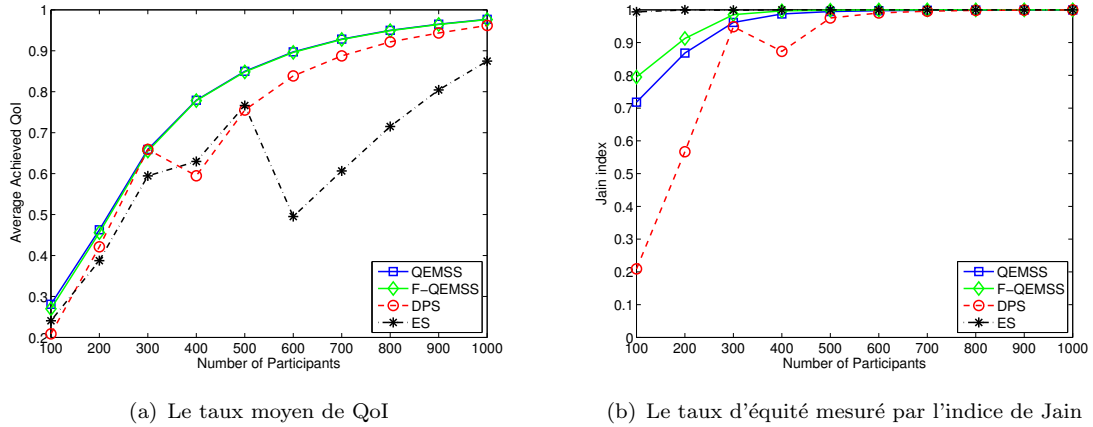 1
0.9
0.8
0.7
0.6
0.5
0.4
0.3
0.2
100 200 300 400 500 600 700 800 900 1000
Average Achieved QoI
Number of Participants
QEMSS
F-QEMSS
DPS
ES
(a) Le taux moyen de QoI
1
0.9
0.8
0.7
0.6
0.5
0.4
0.3
0.2
0.1
0
100 200 300 400 500 600 700 800 900 1000
Jain index
Number of Participants
QEMSS
F-QEMSS
DPS
ES
(b) Le taux d'équité mesuré par l'indice de Jain